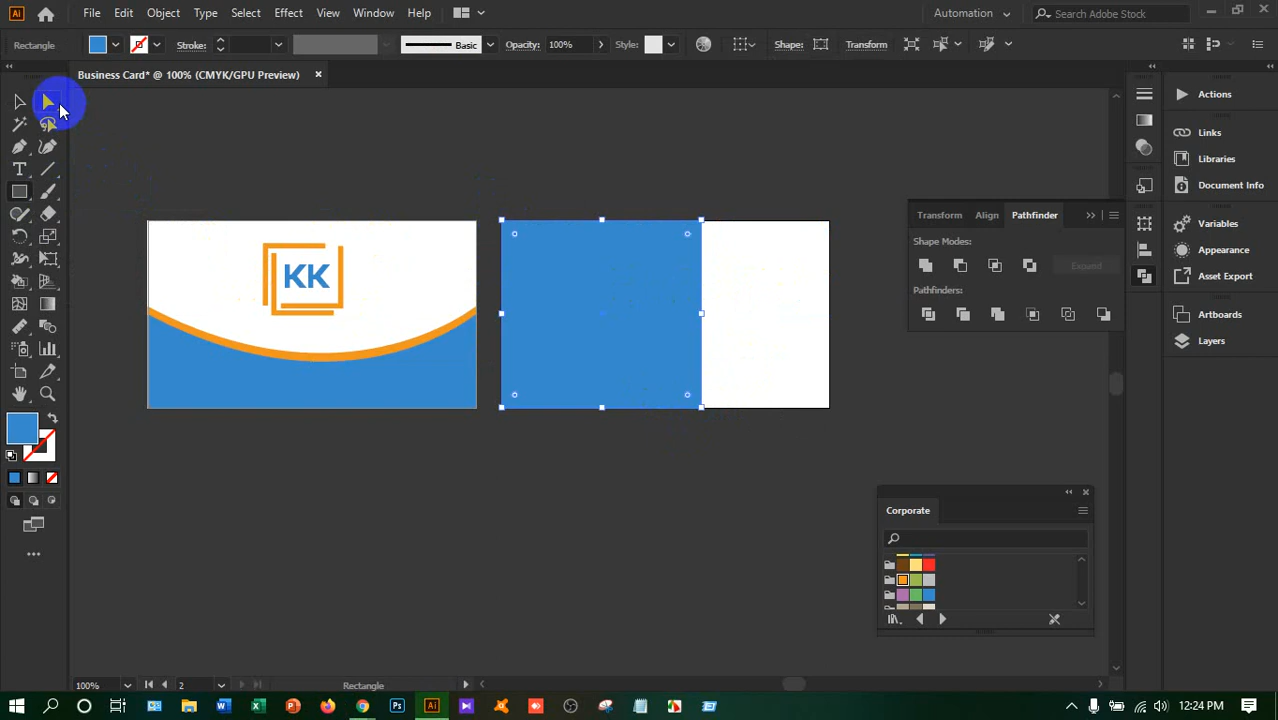 Ai File Edit Object Type Select Effect View Window Help Automation Search Adobe Stock
Rectangle Stroke: Basic Opacity: 100% Style: Shape: Transform
Business Card* @ 100% (CMYK/GPU Preview)
Actions
Links
Libraries
Document Info
Variables
Appearance
Asset Export
Artboards
Layers
Transform Align Pathfinder
Shape Modes:
Expand
Pathfinders:
KK
Corporate
100% 2 Rectangle
12:24 PM